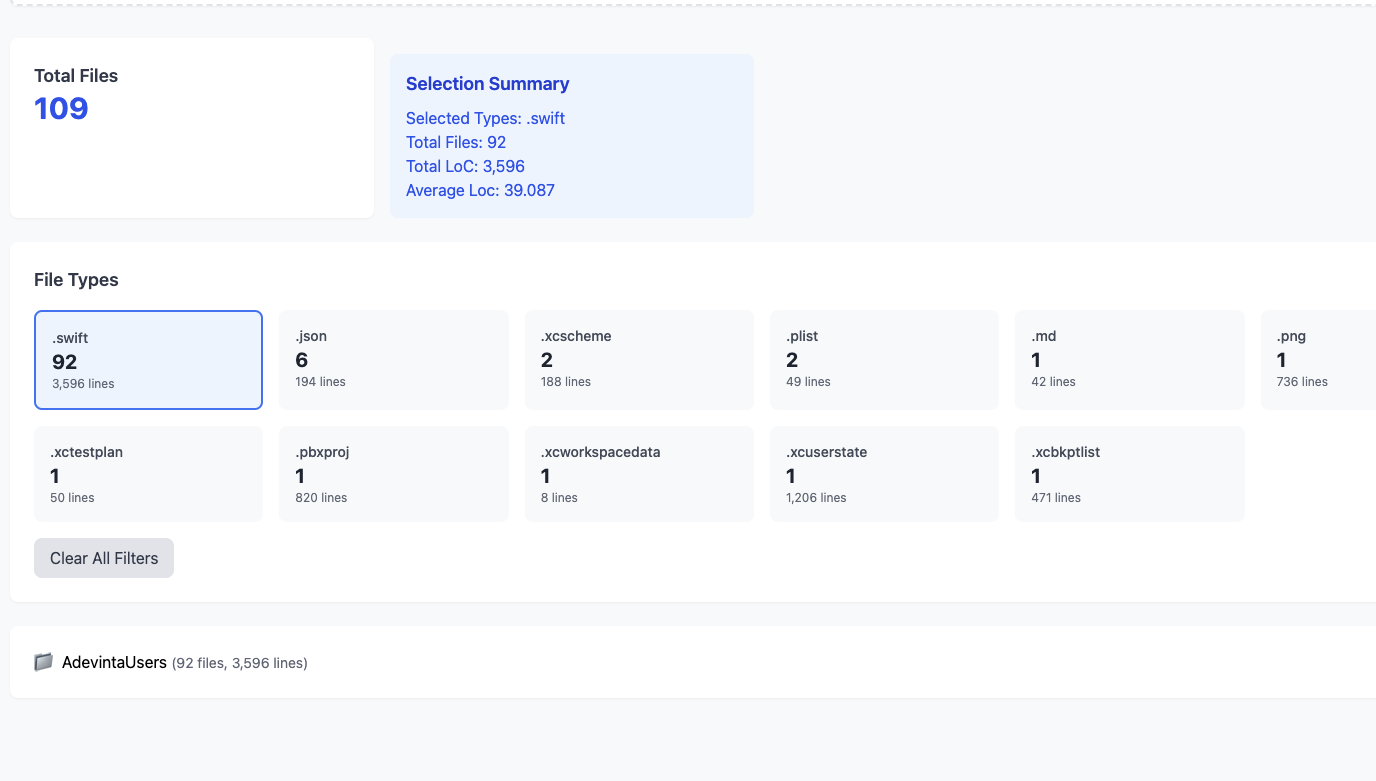 Total Files
109
Selection Summary
Selected Types: .swift
Total Files: 92
Total LoC: 3,596
Average Loc: 39.087
File Types
.swift
92
3,596 lines
.json
6
194 lines
.xcscheme
2
188 lines
.plist
2
49 lines
.md
1
42 lines
.png
1
736 lines
.xctestplan
1
50 lines
.pbxproj
1
820 lines
.xcworkspacedata
1
8 lines
.xcuserstate
1
1,206 lines
.xcbkptlist
1
471 lines
Clear All Filters
AdevintaUsers (92 files, 3,596 lines)